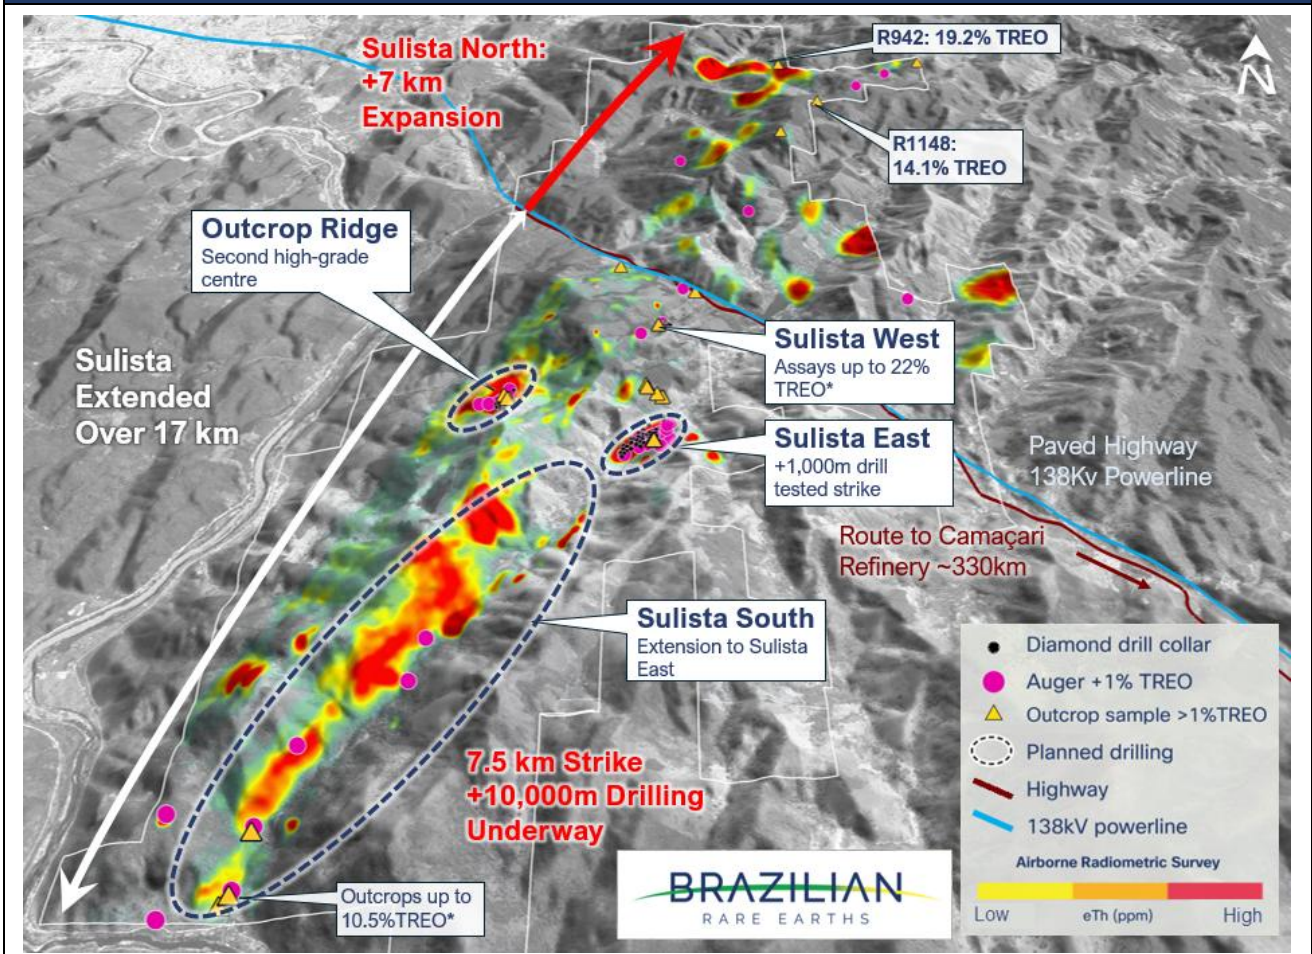 Sulista North:
+7 km
Expansion
R942: 19.2% TREO
N
R1148:
14.1% TREO
Outcrop Ridge
Second high-grade
centre
Sulista
Extended
Over 17 km
Sulista West
Assays up to 22%
TREO*
Sulista East
+1,000m drill
tested strike
Paved Highway
138Kv Powerline
Route to Camaçari
Refinery ~330km
Sulista South
Extension to Sulista
East
7.5 km Strike
+10,000m Drilling
Underway
Outcrops up to
10.5%TREO*
BRAZILIAN
RARE EARTHS
Diamond drill collar
Auger +1% TREO
Outcrop sample >1%TREO
Planned drilling
Highway
138kV powerline
Airborne Radiometric Survey
Low eTh (ppm) High